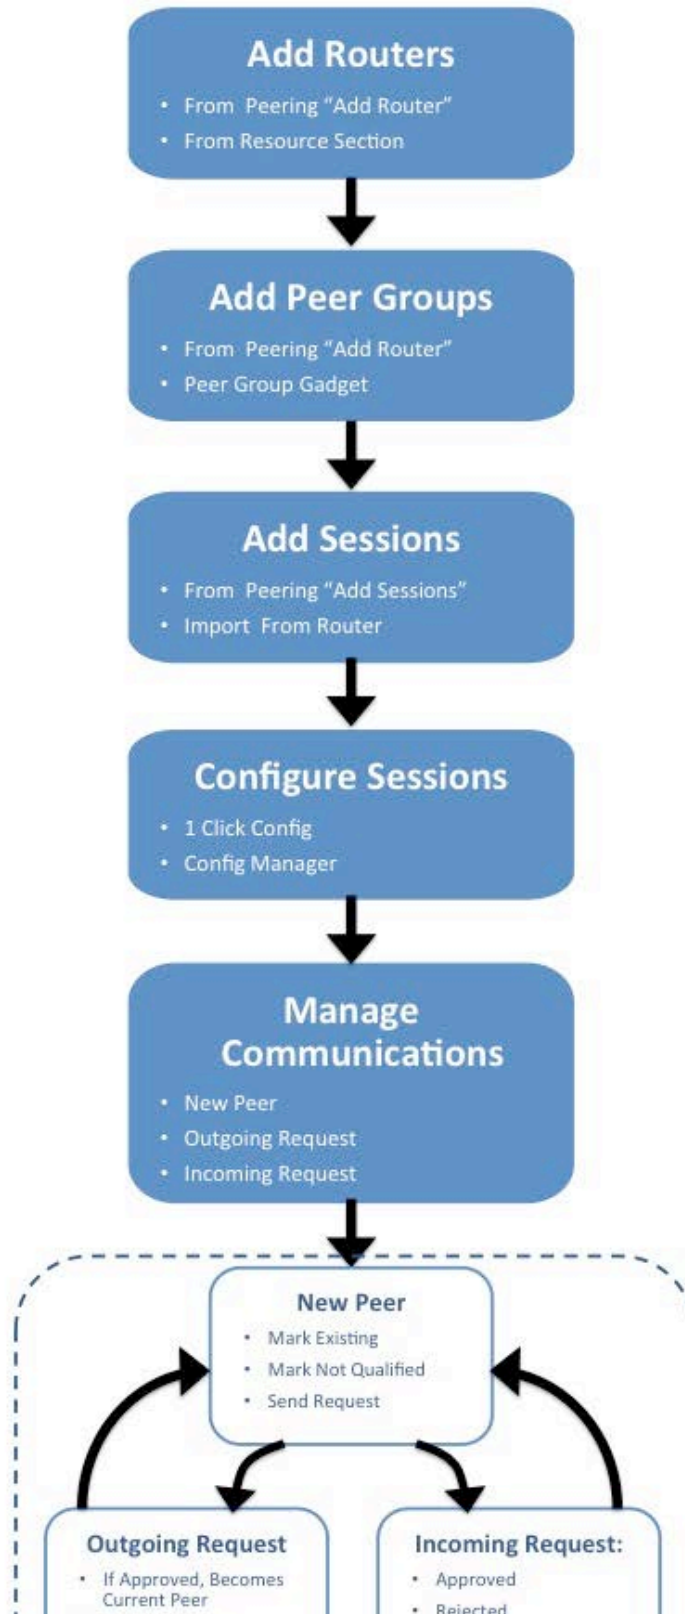 Add Routers
• From Peering “Add Router”
• From Resource Section
Add Peer Groups
• From Peering “Add Router”
• Peer Group Gadget
Add Sessions
• From Peering “Add Sessions”
• Import From Router
Configure Sessions
• 1 Click Config
• Config Manager
Manage
Communications
• New Peer
• Outgoing Request
• Incoming Request
New Peer
• Mark Existing
• Mark Not Qualified
• Send Request
Outgoing Request
• If Approved, Becomes
Current Peer
Incoming Request:
• Approved
• Rejected